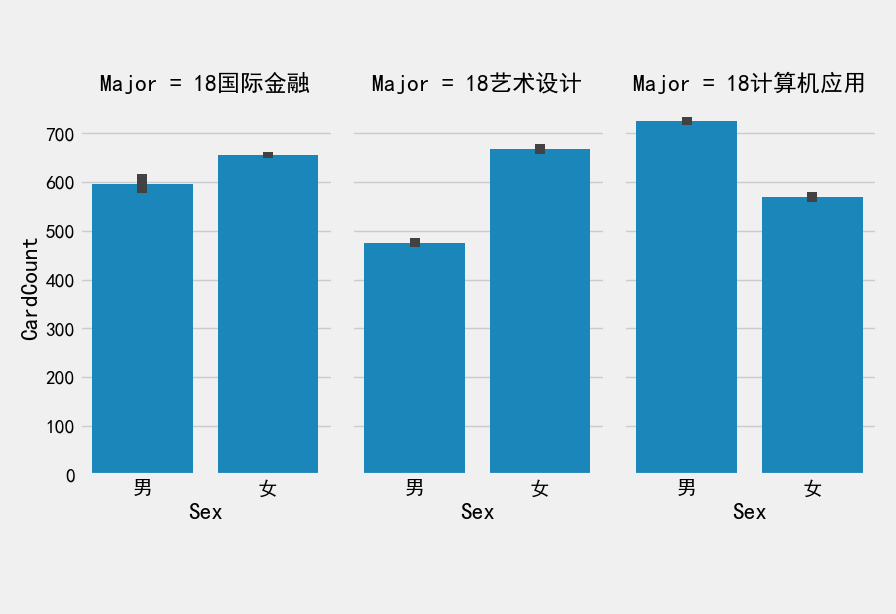 Major = 18国际金融
Major = 18艺术设计
Major = 18计算机应用
CardCount
700
600
500
400
300
200
100
0
男
女
男
女
男
女
Sex
Sex
Sex